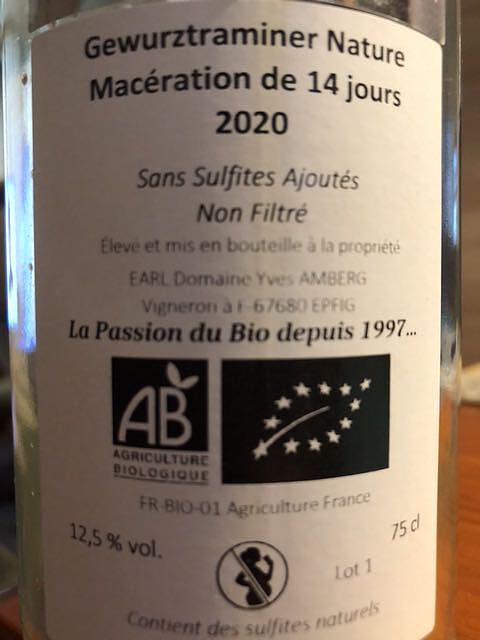 Gewurztraminer Nature
Macération de 14 jours
2020
Sans Sulfites Ajoutés
Non Filtré
Élevé et mis en bouteille à la propriété
EARL Domaine Yves AMBERG
Vigneron à F-67680 EPFIG
La Passion du Bio depuis 1997...
AB
AGRICULTURE
BIOLOGIQUE
FR-BIO-01 Agriculture France
12,5 % vol.
75 cl
Lot 1
Contient des sulfites naturels